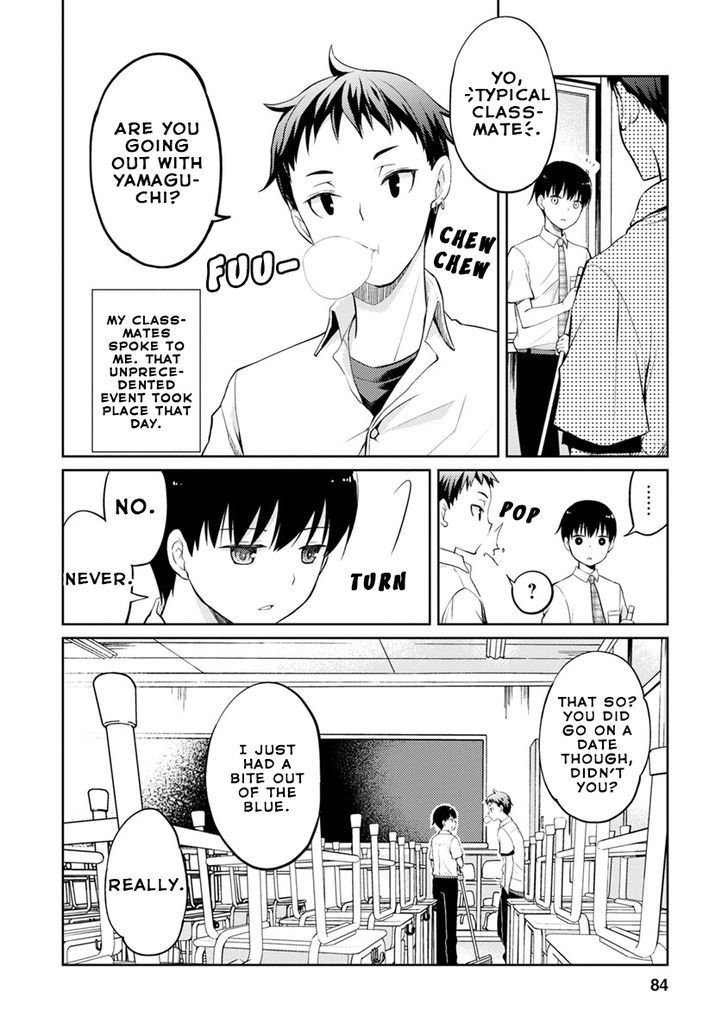 YO,
TYPICAL
CLASS-
MATE.
ARE YOU
GOING
OUT WITH
YAMAGU-
CHI?
CHEW
CHEW
FUU-
MY CLASS-
MATES
SPOKE TO
ME. THAT
UNPRECE-
DENTED
EVENT TOOK
PLACE THAT
DAY.
......
POP
?
TURN
NO.
NEVER.
THAT SO?
YOU DID
GO ON A
DATE
THOUGH,
DIDN'T
YOU?
I JUST
HAD A
BITE OUT
OF THE
BLUE.
REALLY.
84